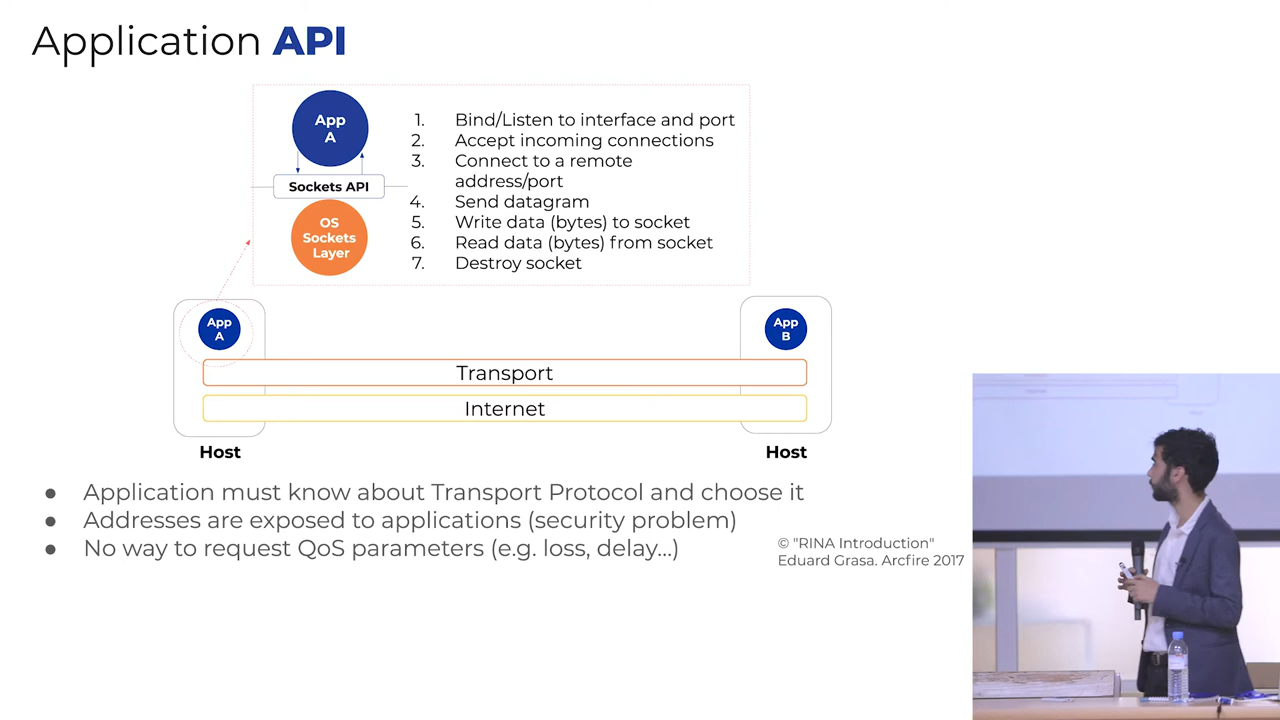 Application API
App
A
Sockets API
OS
Sockets
Layer
1. Bind/Listen to interface and port
2. Accept incoming connections
3. Connect to a remote
address/port
4. Send datagram
5. Write data (bytes) to socket
6. Read data (bytes) from socket
7. Destroy socket
App
A
App
B
Transport
Internet
Host
Host
● Application must know about Transport Protocol and choose it
● Addresses are exposed to applications (security problem)
● No way to request QoS parameters (e.g. loss, delay...)
© "RINA Introduction"
Eduard Grasa. Arcfire 2017